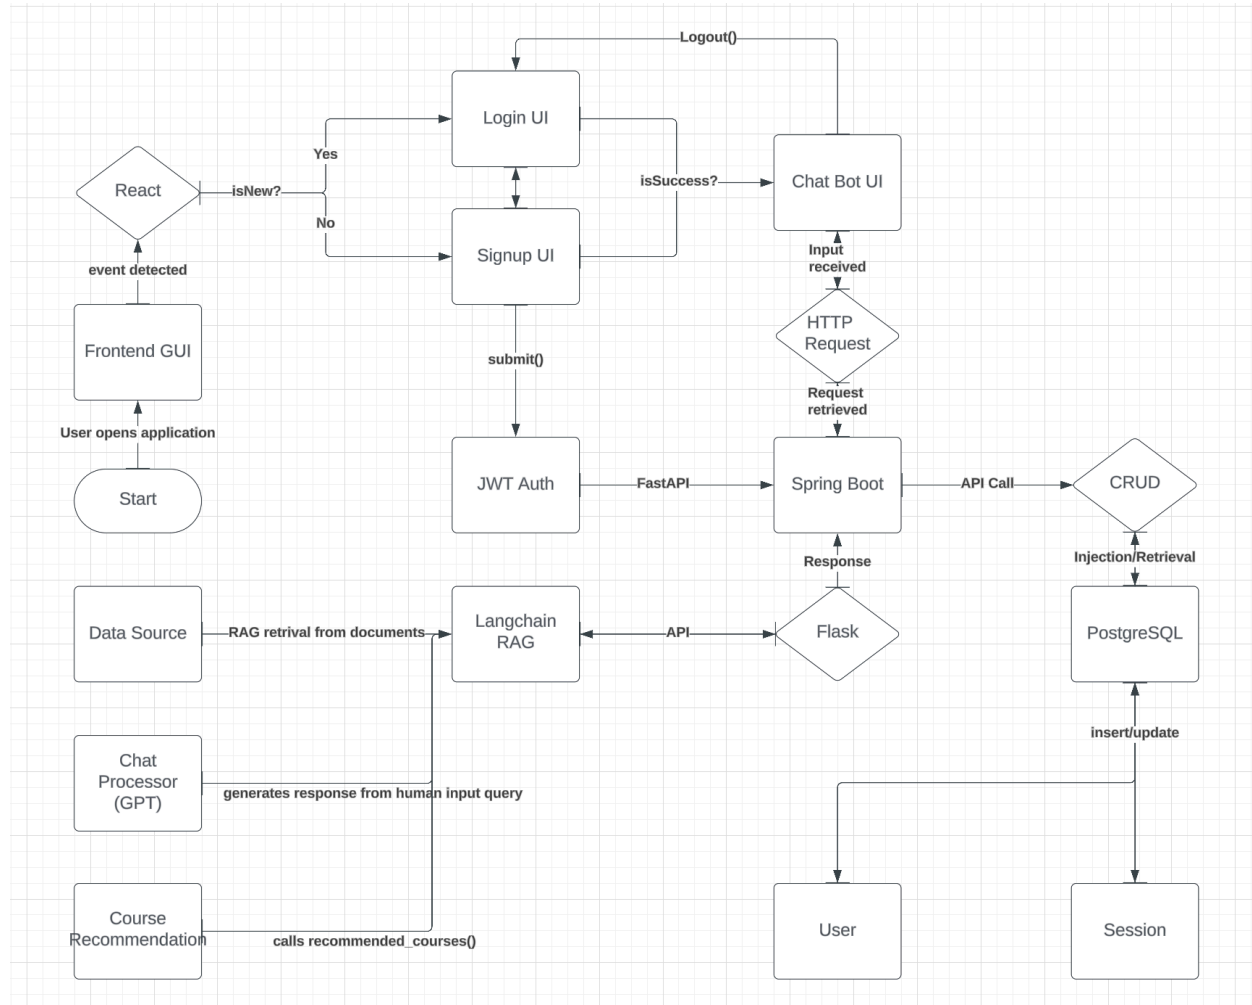 Logout()
Login UI
Yes
React
isNew?
isSuccess?
Chat Bot UI
No
Signup UI
Input
received
event detected
HTTP
Request
Frontend GUI
submit()
Request
retrieved
User opens application
Start
JWT Auth
FastAPI
Spring Boot
API Call
CRUD
Response
Injection/Retrieval
Data Source
RAG retrival from documents
Langchain
RAG
API
Flask
PostgreSQL
insert/update
Chat
Processor
(GPT)
generates response from human input query
Course
Recommendation
calls recommended_courses()
User
Session